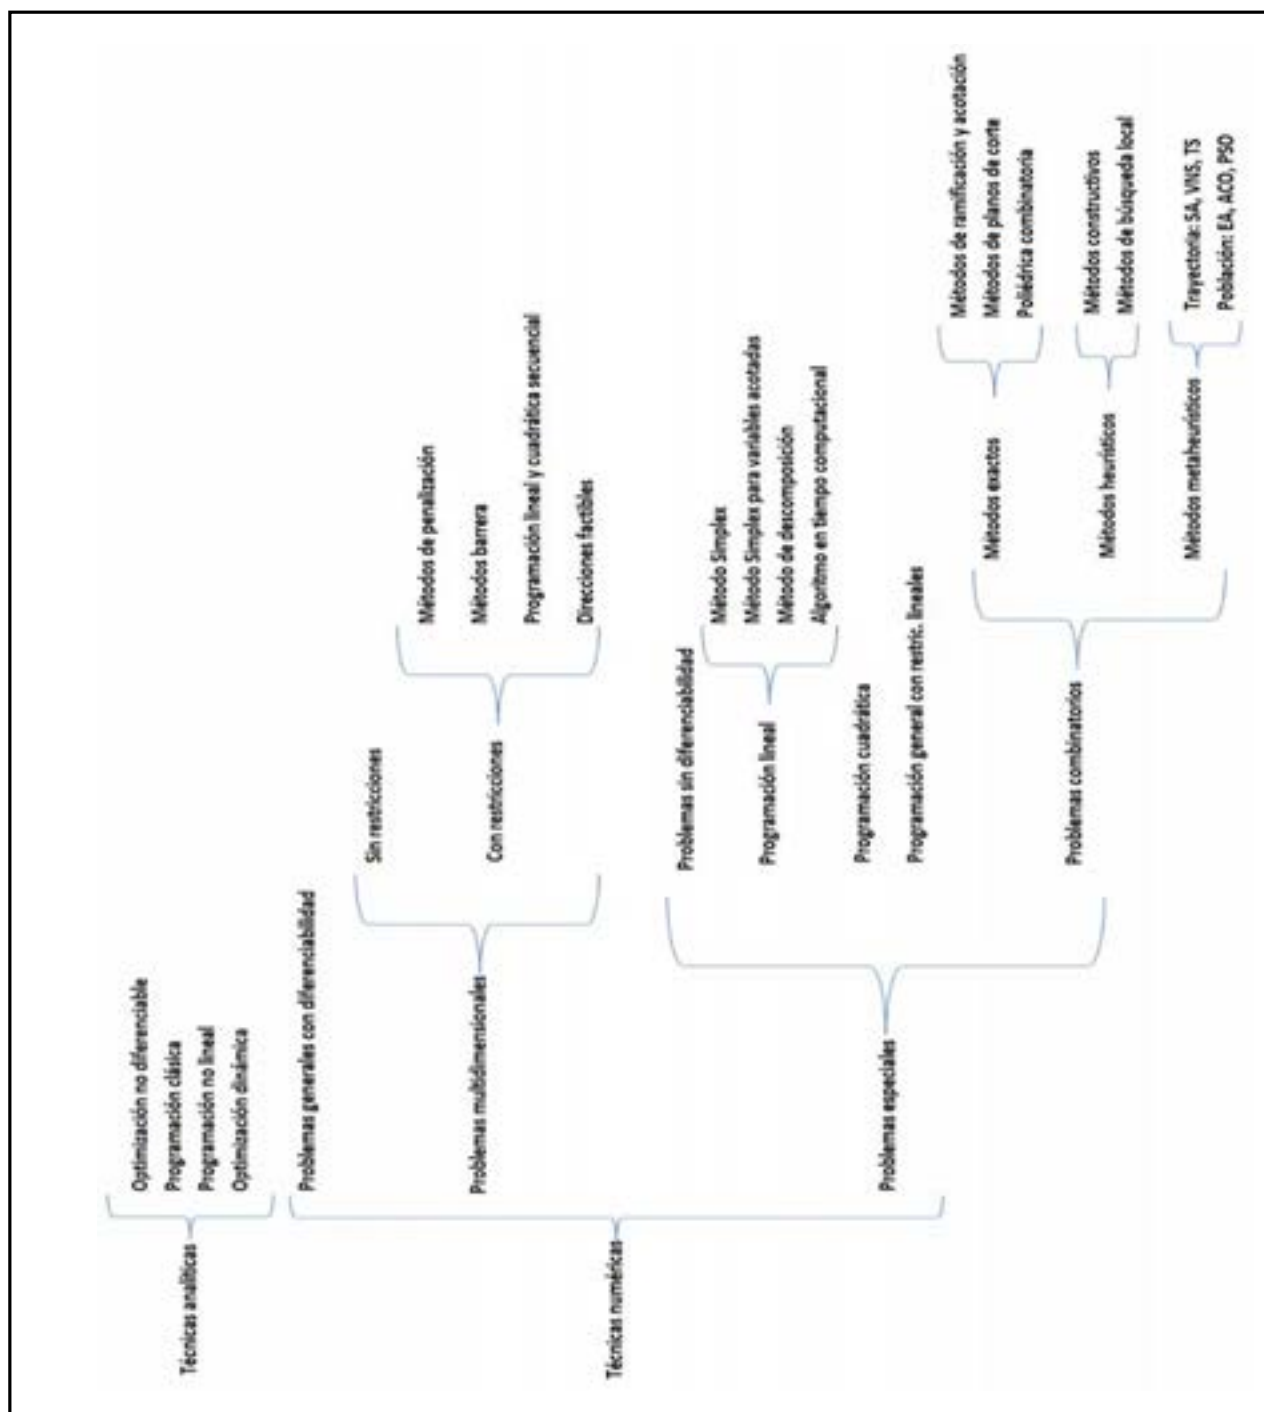 Técnicas analíticas
Optimización no diferenciable
Programación clásica
Programación no lineal
Optimización dinámica
Técnicas numéricas
Problemas generales con diferenciabilidad
Problemas multidimensionales
Sin restricciones
Con restricciones
Métodos de penalización
Métodos barrera
Programación lineal y cuadrática secuencial
Direcciones factibles
Problemas especiales
Problemas sin diferenciabilidad
Programación lineal
Método Simplex
Método Simplex para variables acotadas
Método de descomposición
Algoritmo en tiempo computacional
Programación cuadrática
Programación general con restric. lineales
Problemas combinatorios
Métodos exactos
Métodos de ramificación y acotación
Métodos de planos de corte
Poliédrica combinatoria
Métodos heurísticos
Métodos constructivos
Métodos de búsqueda local
Métodos metaheurísticos
Trayectoria: SA, VNS, TS
Población: EA, ACO, PSO